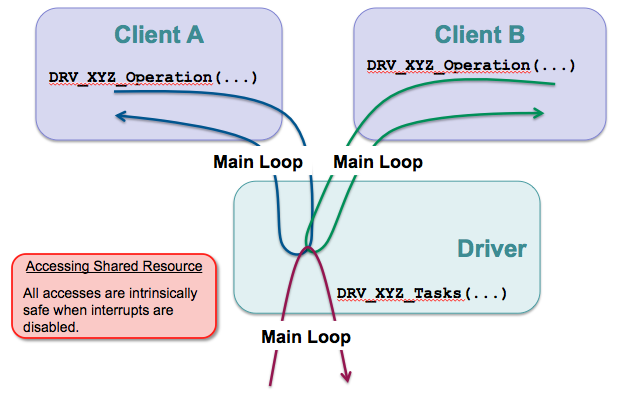 Client A
Client B
DRV_XYZ_Operation(...)
DRV_XYZ_Operation(...)
Main Loop
Main Loop
Driver
Accessing Shared Resource
All accesses are intrinsically
safe when interrupts are
disabled.
DRV_XYZ_Tasks(...)
Main Loop